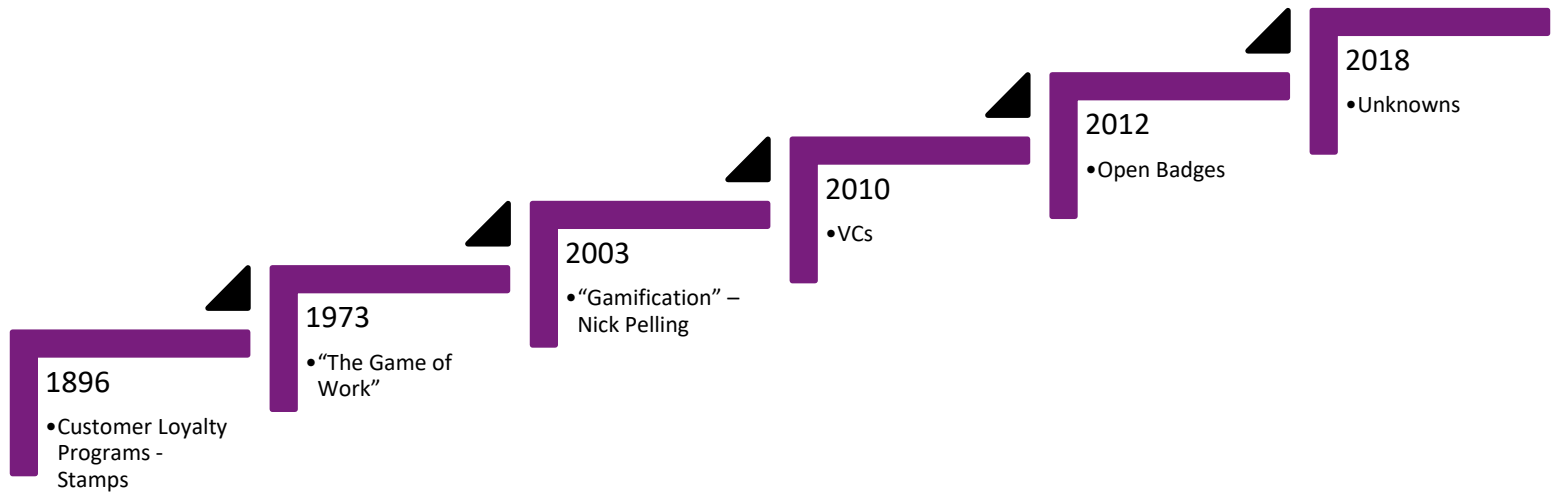 1896
•Customer Loyalty
Programs -
Stamps
1973
•“The Game of
Work”
2003
•“Gamification” –
Nick Pelling
2010
•VCs
2012
•Open Badges
2018
•Unknowns